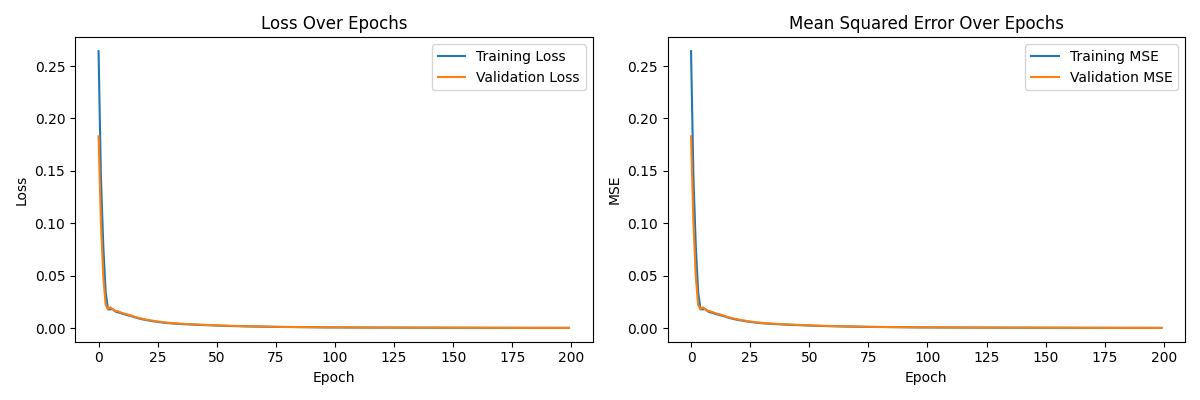 Loss Over Epochs
Mean Squared Error Over Epochs
Training Loss
Validation Loss
Training MSE
Validation MSE
Loss
0.25
0.20
0.15
0.10
0.05
0.00
0 25 50 75 100 125 150 175 200
Epoch
MSE
0.25
0.20
0.15
0.10
0.05
0.00
0 25 50 75 100 125 150 175 200
Epoch